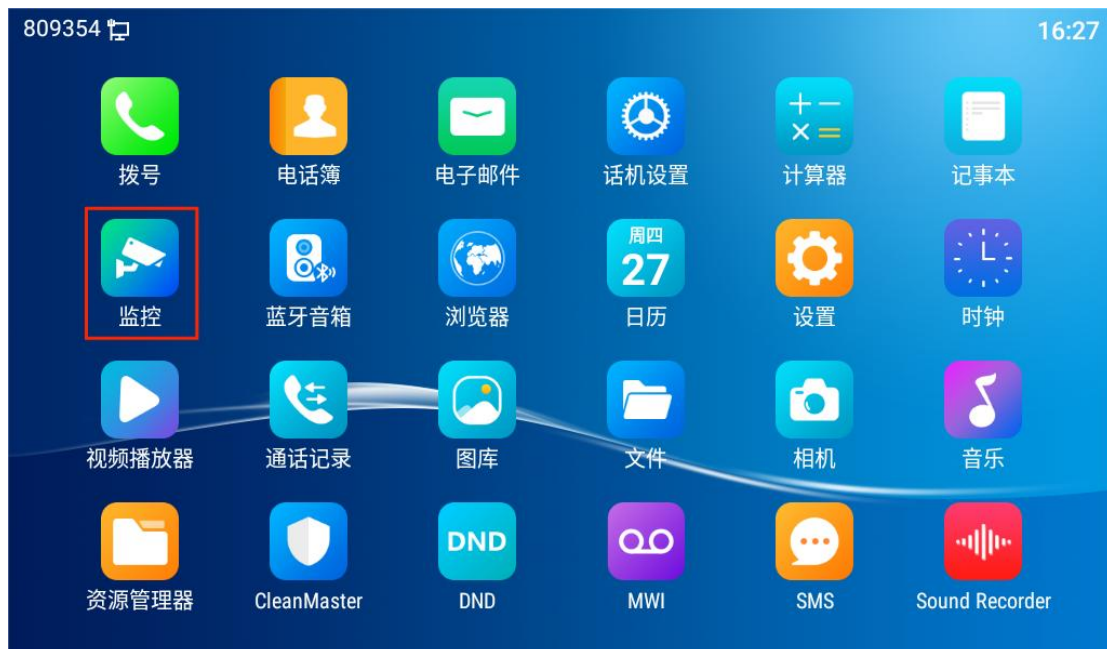 809354 16:27
拨号 电话簿 电子邮件 话机设置 计算器 记事本
周四
27
监控 蓝牙音箱 浏览器 日历 设置 时钟
视频播放器 通话记录 图库 文件 相机 音乐
DND
资源管理器 CleanMaster DND MWI SMS Sound Recorder